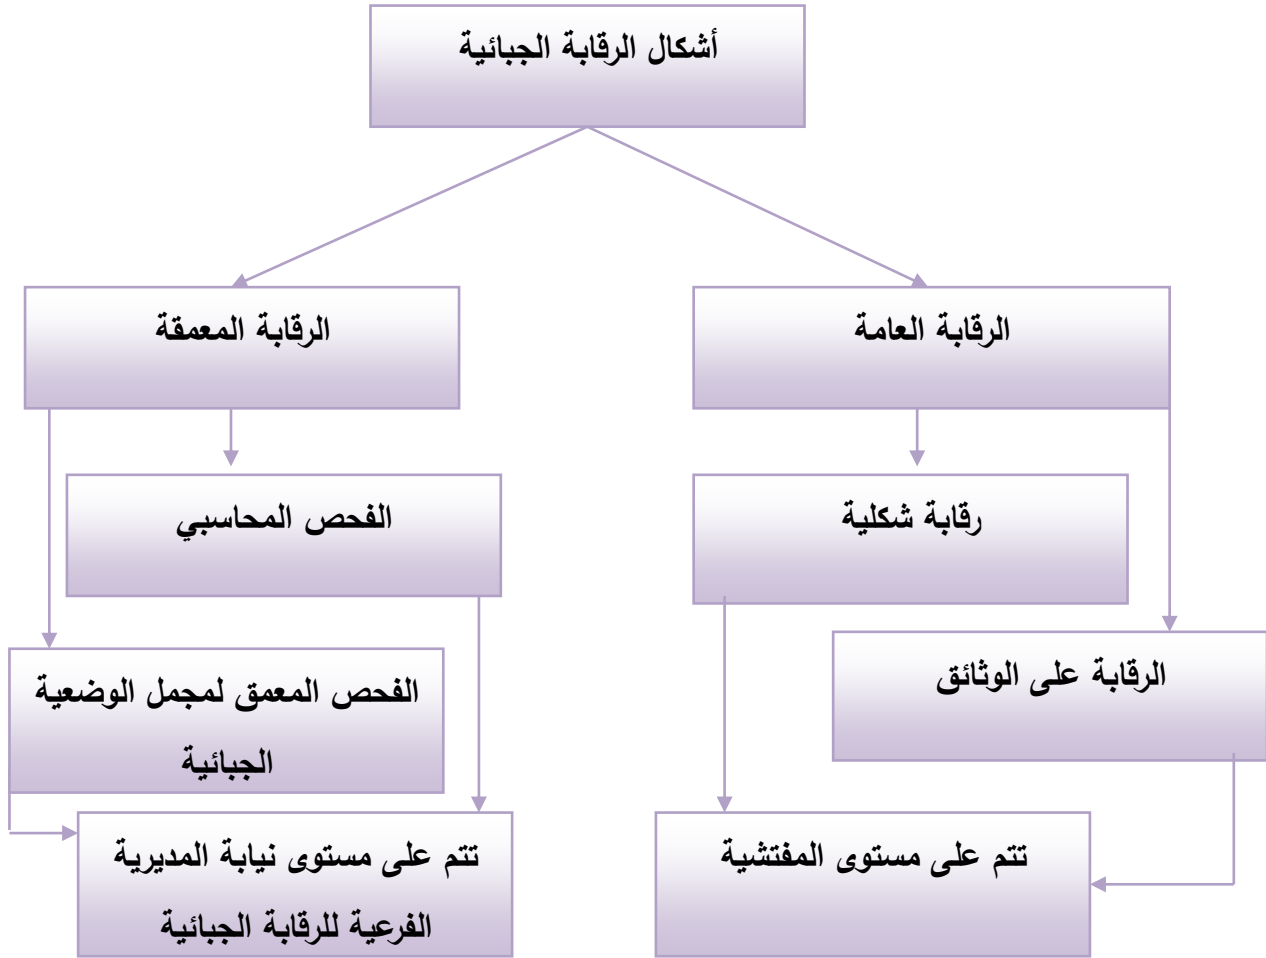 أشكال الرقابة الجبائية
الرقابة العامة
الرقابة المعمقة
رقابة شكلية
الفحص المحاسبي
الرقابة على الوثائق
الفحص المعمق لمجمل الوضعية
الجبائية
تتم على مستوى المفتشية
تتم على مستوى نيابة المديرية
الفرعية للرقابة الجبائية